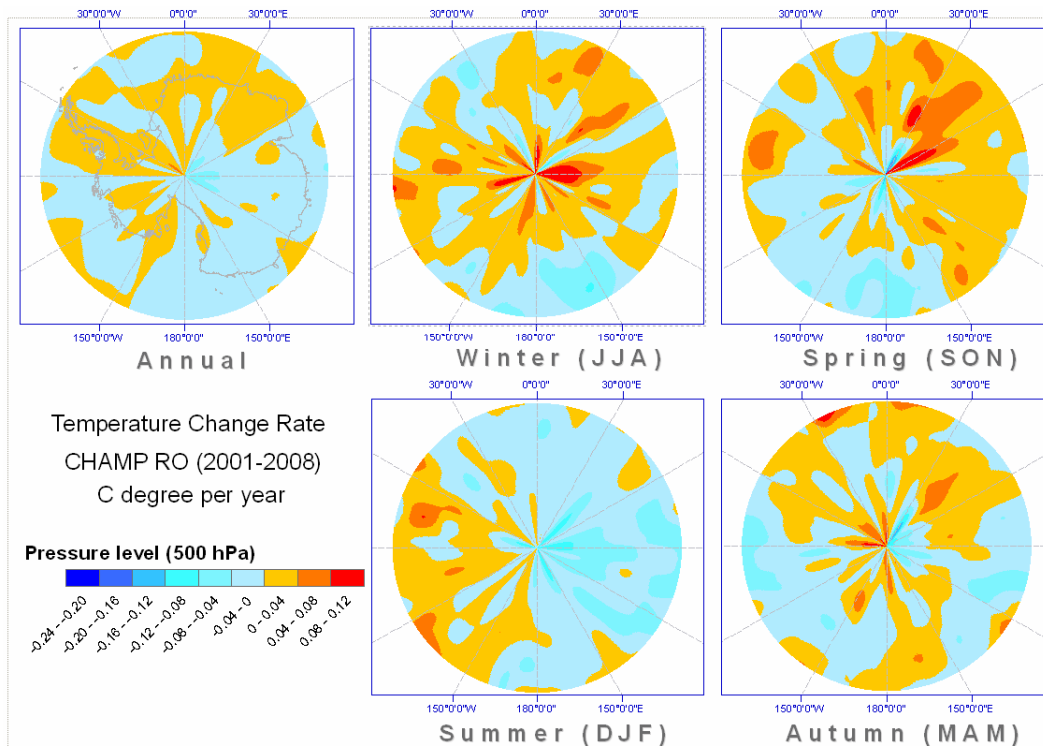 30°0'0"W 0°0'0" 30°0'0"E
30°0'0"W 0°0'0" 30°0'0"E
30°0'0"W 0°0'0" 30°0'0"E
150°0'0"W 180°0'0" 150°0'0"E
150°0'0"W 180°0'0" 150°0'0"E
150°0'0"W 180°0'0" 150°0'0"E
Annual
Winter (JJA)
Spring (SON)
30°0'0"W 0°0'0" 30°0'0"E
30°0'0"W 0°0'0" 30°0'0"E
Temperature Change Rate
CHAMP RO (2001-2008)
C degree per year
Pressure level (500 hPa)
-0.24 --0.20
-0.20 --0.16
-0.16 --0.12
-0.12 --0.08
-0.08 --0.04
-0.04 - 0
0 - 0.04
0.04 - 0.08
0.08 - 0.12
150°0'0"W 180°0'0" 150°0'0"E
150°0'0"W 180°0'0" 150°0'0"E
Summer (DJF)
Autumn (MAM)